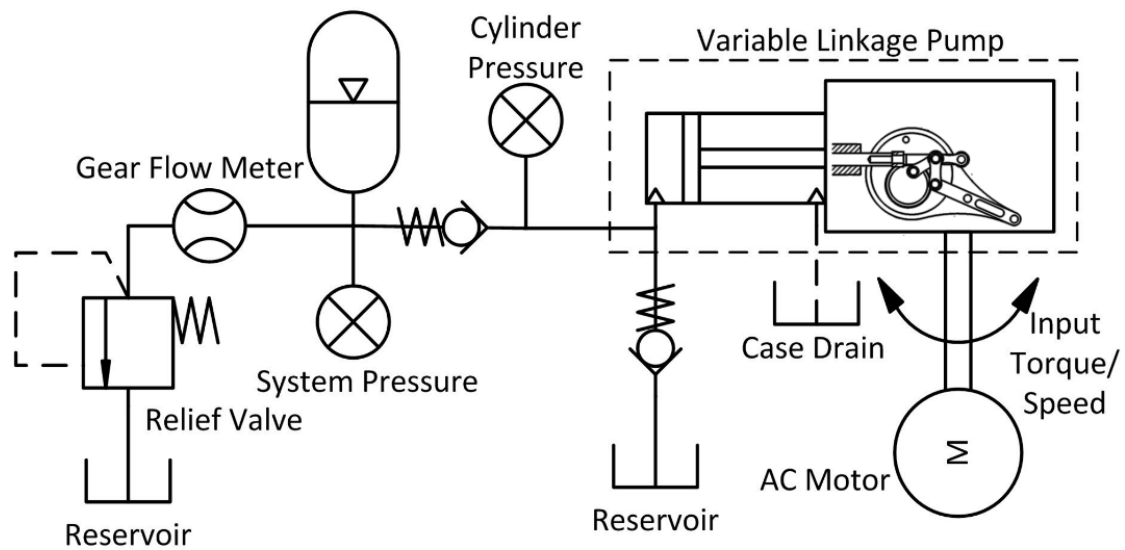 Cylinder
Pressure
Variable Linkage Pump
Gear Flow Meter
System Pressure
Relief Valve
Reservoir
Case Drain
Reservoir
Input
Torque/
Speed
AC Motor
M